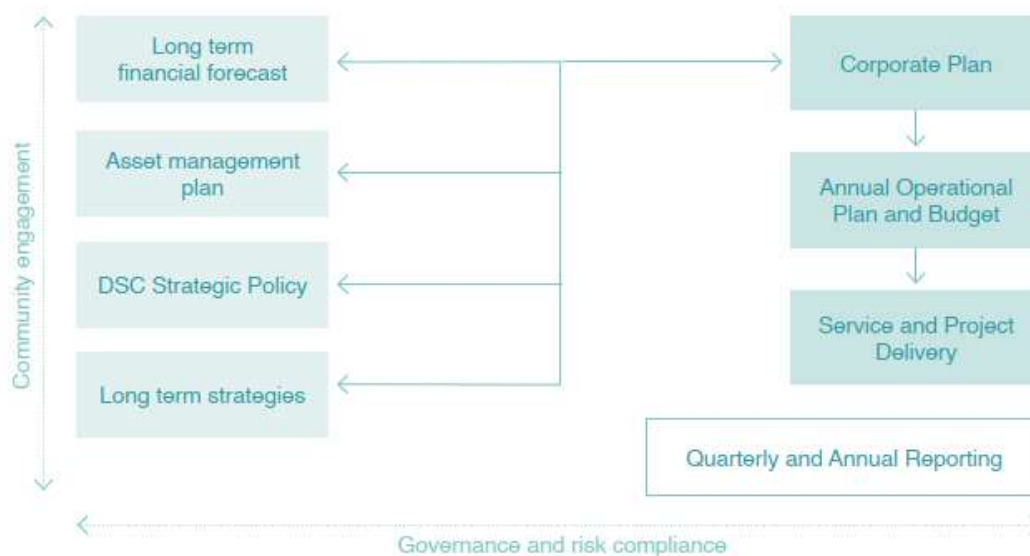 Community engagement
Long term
financial forecast
Asset management
plan
DSC Strategic Policy
Long term strategies
Corporate Plan
Annual Operational
Plan and Budget
Service and Project
Delivery
Quarterly and Annual Reporting
Governance and risk compliance